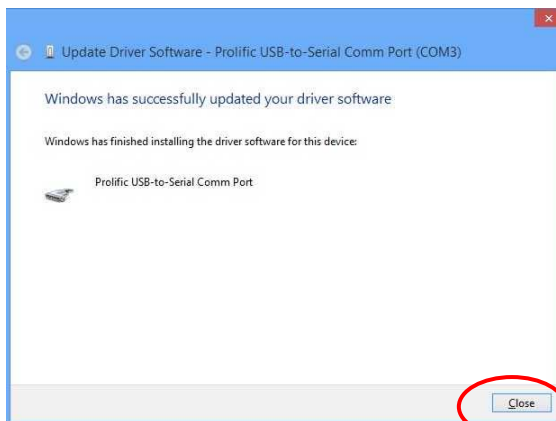 Update Driver Software - Prolific USB-to-Serial Comm Port (COM3)
Windows has successfully updated your driver software
Windows has finished installing the driver software for this device:
Prolific USB-to-Serial Comm Port
Close